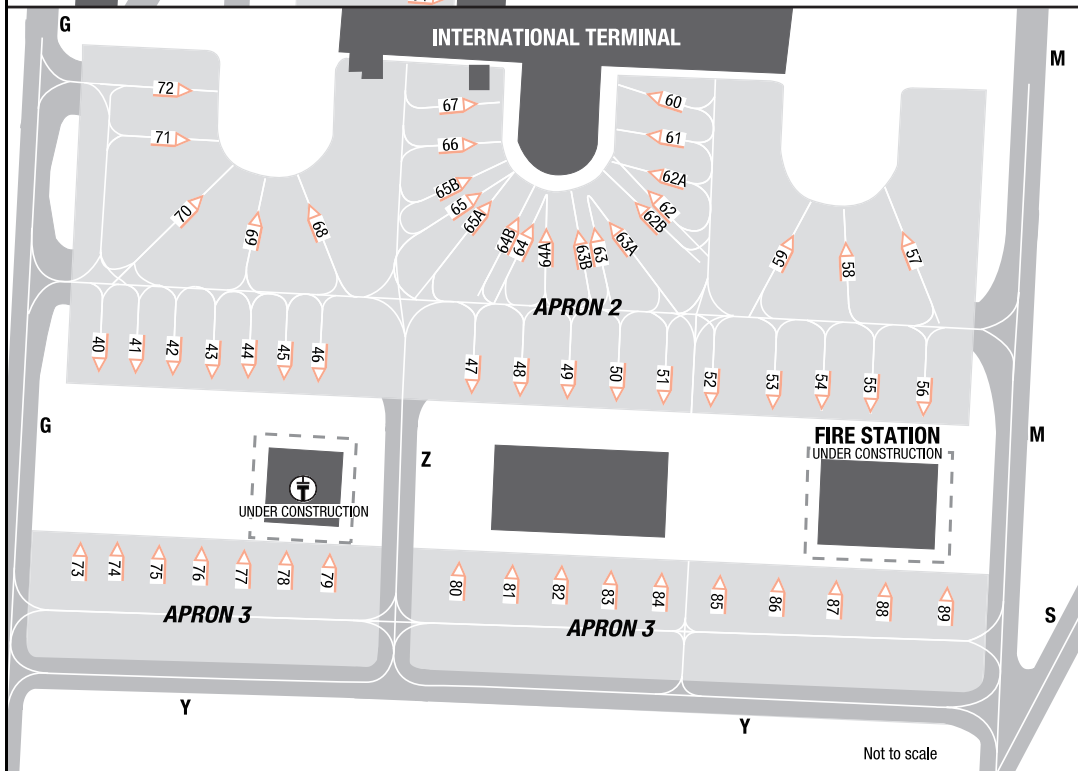 G
INTERNATIONAL TERMINAL
M
72
67
60
71
66
61
65B
65
65A
62A
62
62B
70
69
68
64B
64
64A
63B
63
63A
59
58
57
APRON 2
40
41
42
43
44
45
46
47
48
49
50
51
52
53
54
55
56
G
Z
FIRE STATION
UNDER CONSTRUCTION
M
T
UNDER CONSTRUCTION
73
74
75
76
77
78
79
80
81
82
83
84
85
86
87
88
89
APRON 3
APRON 3
S
Y
Y
Not to scale